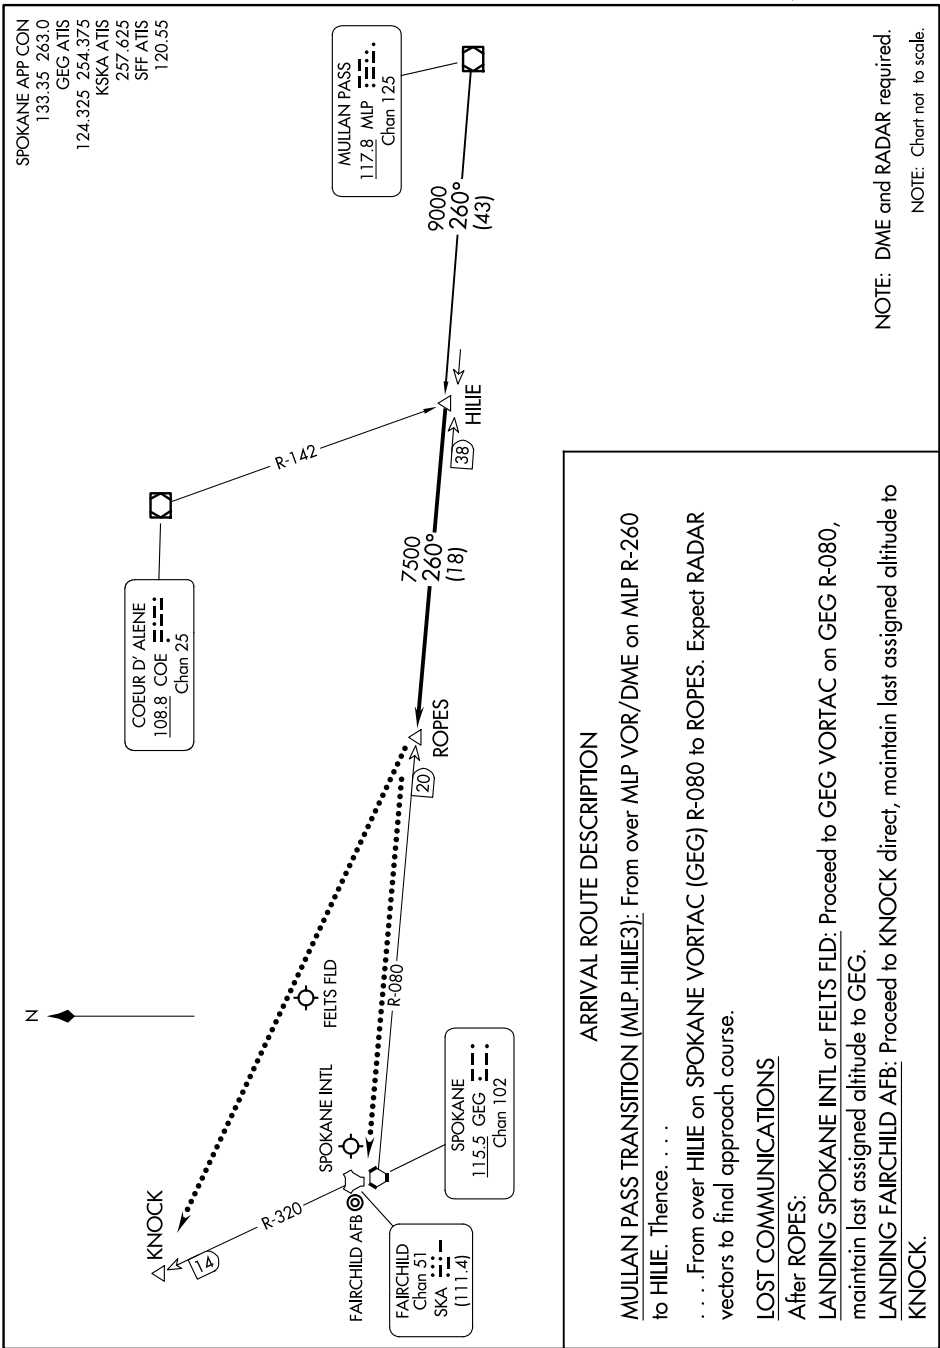 SPOKANE APP CON
133.35 263.0
GEG ATIS
124.325 254.375
KSKA ATIS
257.625
SFF ATIS
120.55
N
KNOCK
14
R-320
FAIRCHILD AFB
SPOKANE INTL
FELTS FLD
FAIRCHILD
Chan 51
SKA
(111.4)
SPOKANE
115.5 GEG
Chan 102
R-080
20
ROPES
COEUR D' ALENE
108.8 COE
Chan 25
R-142
7500
260°
(18)
38
HILIE
9000
260°
(43)
MULLAN PASS
117.8 MLP
Chan 125
NOTE: DME and RADAR required.
NOTE: Chart not to scale.
ARRIVAL ROUTE DESCRIPTION
MULLAN PASS TRANSITION (MLP.HILIE3): From over MLP VOR/DME on MLP R-260
to HILIE. Thence. . . .
. . . .From over HILIE on SPOKANE VORTAC (GEG) R-080 to ROPES. Expect RADAR
vectors to final approach course.
LOST COMMUNICATIONS
After ROPES:
LANDING SPOKANE INTL or FELTS FLD: Proceed to GEG VORTAC on GEG R-080,
maintain last assigned altitude to GEG.
LANDING FAIRCHILD AFB: Proceed to KNOCK direct, maintain last assigned altitude to
KNOCK.